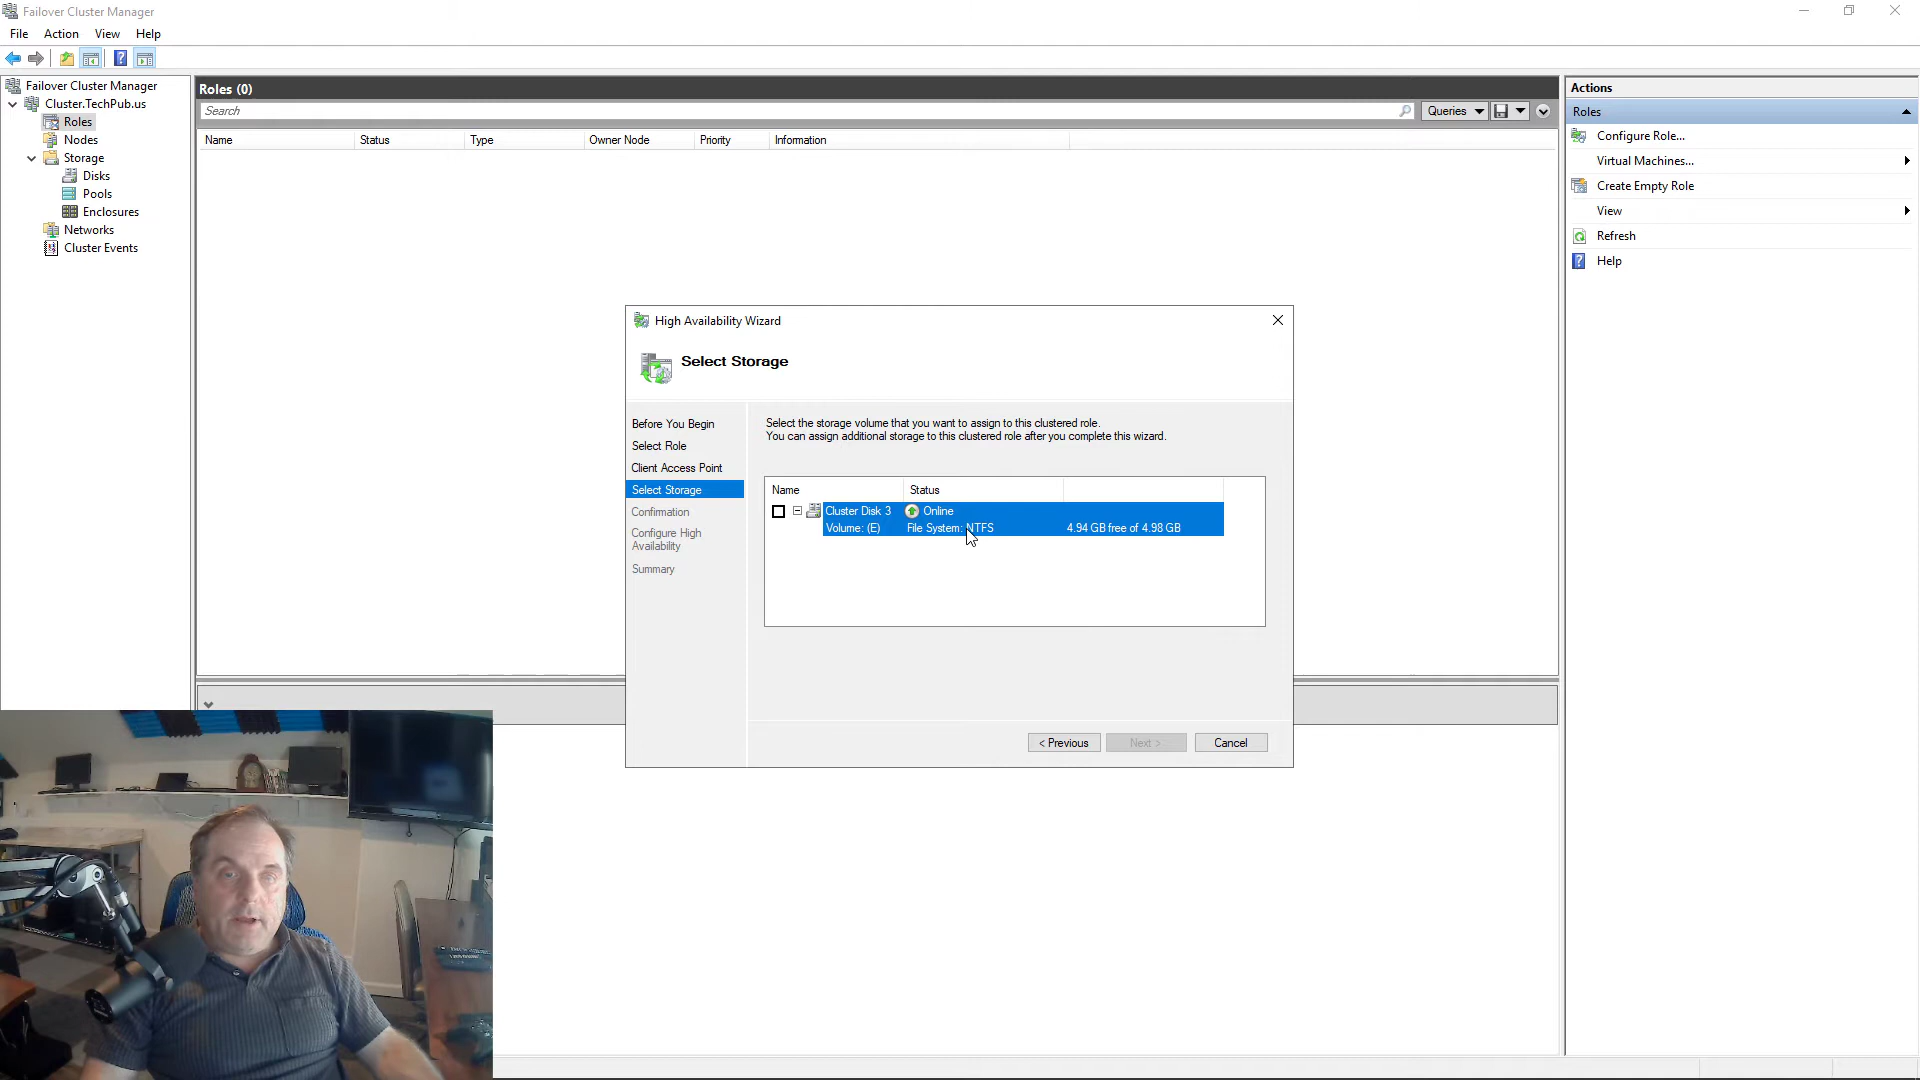 Failover Cluster Manager
File Action View Help
Failover Cluster Manager
Cluster.TechPub.us
Roles
Nodes
Storage
Disks
Pools
Enclosures
Networks
Cluster Events
Roles (0)
Search
Queries
Name Status Type Owner Node Priority Information
Actions
Roles
Configure Role...
Virtual Machines...
Create Empty Role
View
Refresh
Help
High Availability Wizard
Select Storage
Before You Begin
Select Role
Client Access Point
Select Storage
Confirmation
Configure High
Availability
Summary
Select the storage volume that you want to assign to this clustered role.
You can assign additional storage to this clustered role after you complete this wizard.
Name Status
Cluster Disk 3 Online
Volume: (E) File System: NTFS 4.94 GB free of 4.98 GB
< Previous Next > Cancel